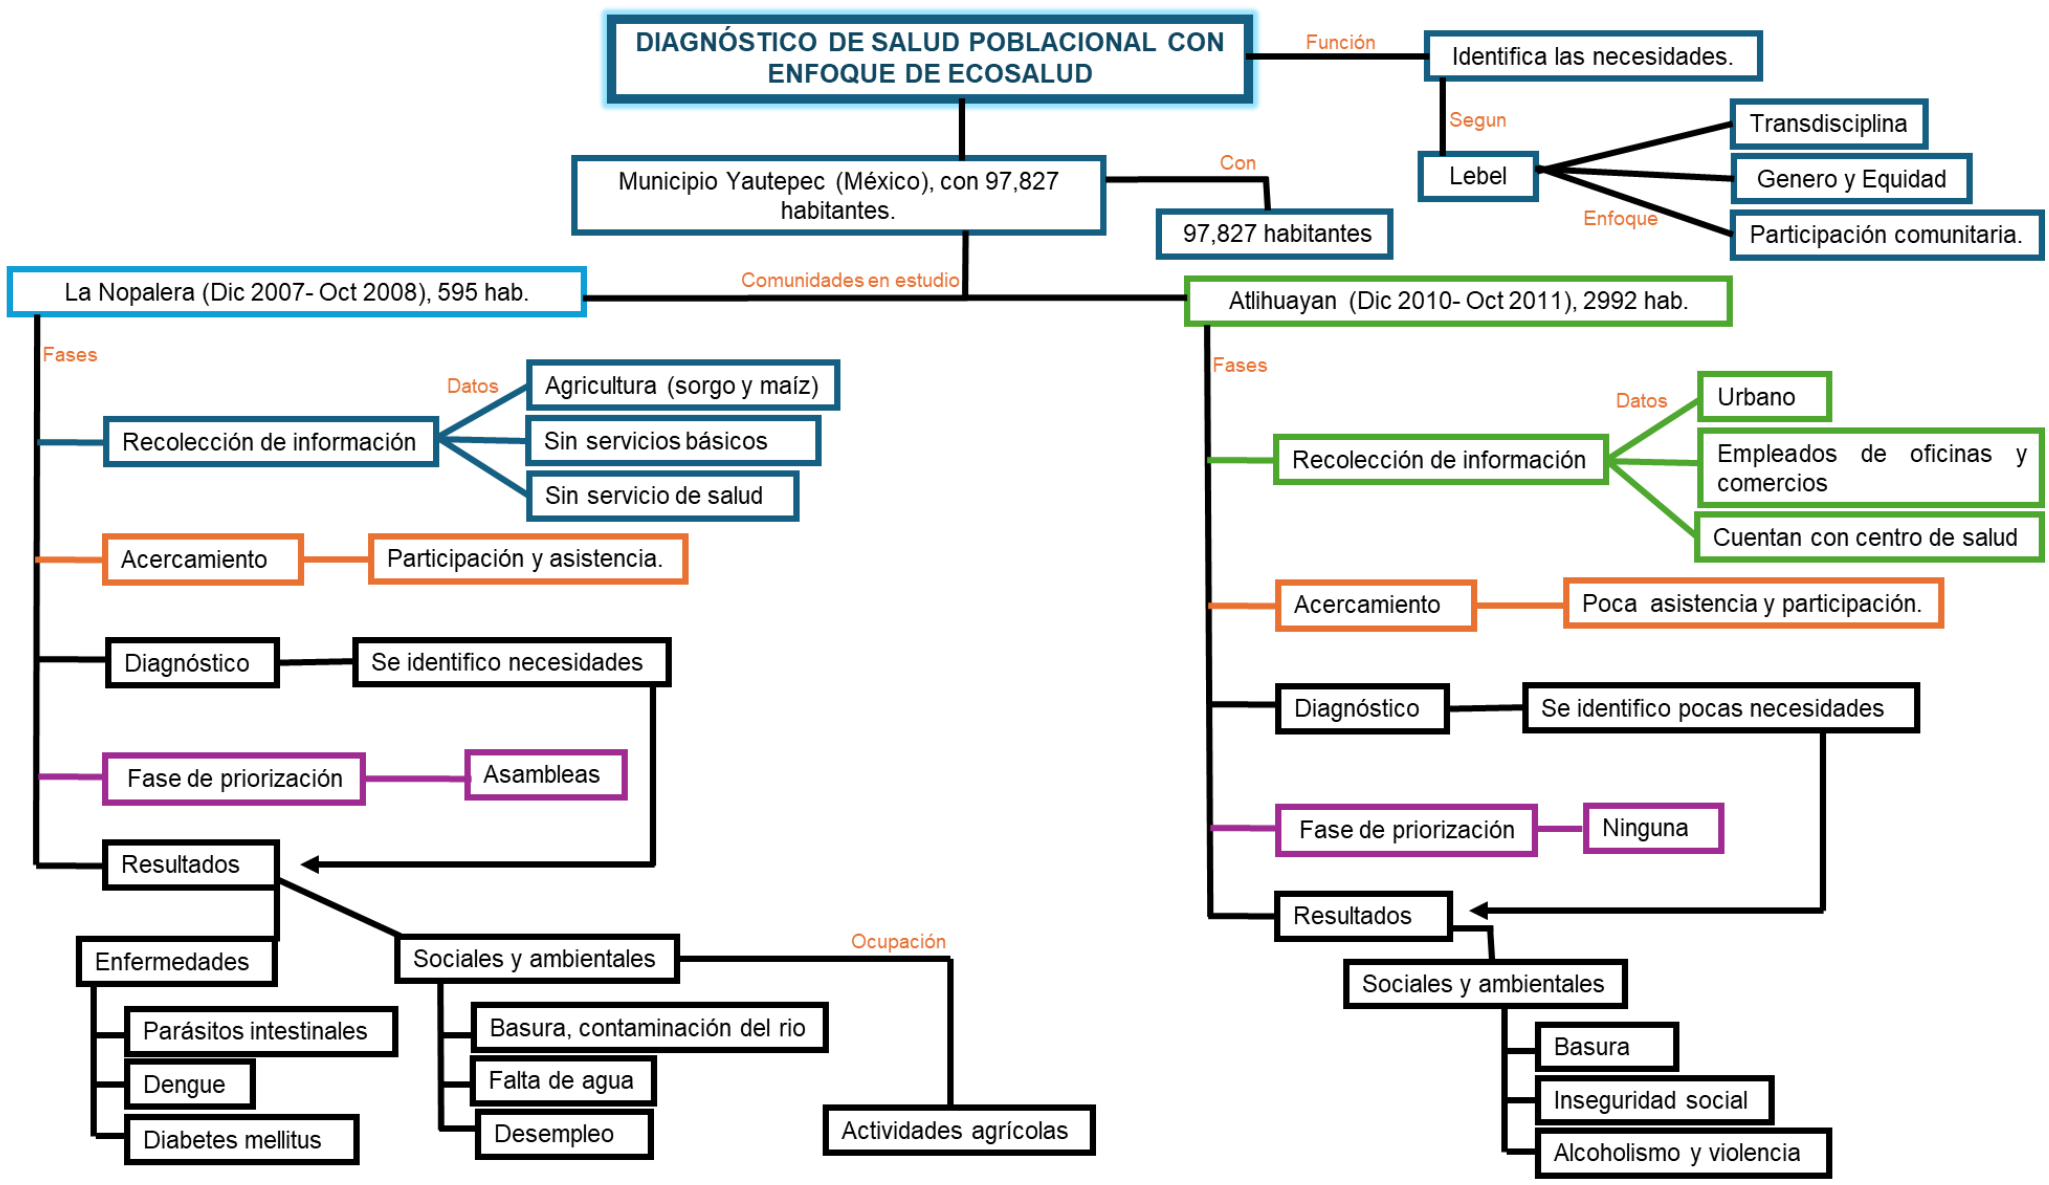 DIAGNÓSTICO DE SALUD POBLACIONAL CON
ENFOQUE DE ECOSALUD
Función
Identifica las necesidades.
Segun
Lebel
Enfoque
Transdisciplina
Genero y Equidad
Participación comunitaria.
Municipio Yautepec (México), con 97,827
habitantes.
Con
97,827 habitantes
Comunidades en estudio
La Nopalera (Dic 2007- Oct 2008), 595 hab.
Fases
Recolección de información
Datos
Agricultura (sorgo y maíz)
Sin servicios básicos
Sin servicio de salud
Acercamiento
Participación y asistencia.
Diagnóstico
Se identifico necesidades
Fase de priorización
Asambleas
Resultados
Enfermedades
Parásitos intestinales
Dengue
Diabetes mellitus
Sociales y ambientales
Basura, contaminación del rio
Falta de agua
Desempleo
Ocupación
Actividades agrícolas
Atlihuayan (Dic 2010- Oct 2011), 2992 hab.
Fases
Recolección de información
Datos
Urbano
Empleados de oficinas y
comercios
Cuentan con centro de salud
Acercamiento
Poca asistencia y participación.
Diagnóstico
Se identifico pocas necesidades
Fase de priorización
Ninguna
Resultados
Sociales y ambientales
Basura
Inseguridad social
Alcoholismo y violencia